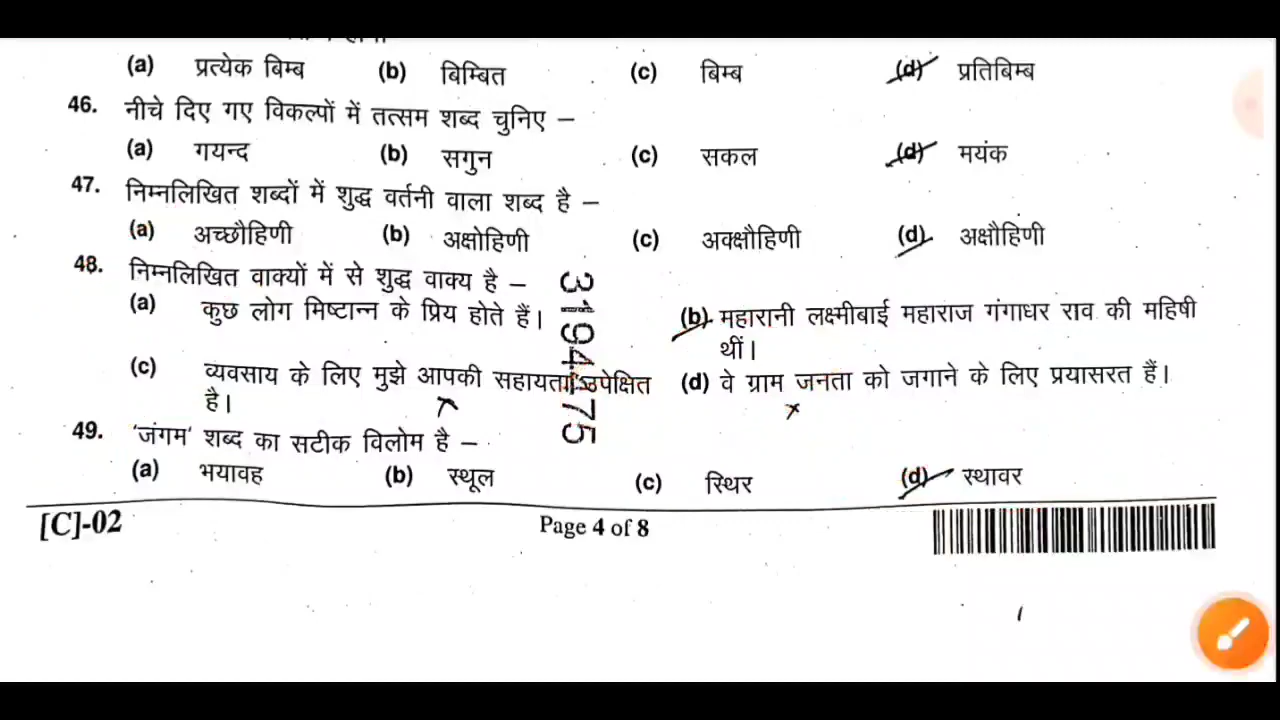 (a) प्रत्येक बिम्ब (b) बिम्बित (c) बिम्ब (d) प्रतिबिम्ब
46. नीचे दिए गए विकल्पों में तत्सम शब्द चुनिए –
(a) गयन्द (b) सगुन (c) सकल (d) मयंक
47. निम्नलिखित शब्दों में शुद्ध वर्तनी वाला शब्द है –
(a) अच्छौहिणी (b) अक्षोहिणी (c) अक्क्षौहिणी (d) अक्षौहिणी
48. निम्नलिखित वाक्यों में से शुद्ध वाक्य है –
(a) कुछ लोग मिष्टान्न के प्रिय होते हैं। (b) महारानी लक्ष्मीबाई महाराज गंगाधर राव की महिषी
थीं।
(c) व्यवसाय के लिए मुझे आपकी सहायता उपेक्षित (d) वे ग्राम जनता को जगाने के लिए प्रयासरत हैं।
है।
49. 'जंगम' शब्द का सटीक विलोम है –
(a) भयावह (b) स्थूल (c) स्थिर (d) स्थावर
[C]-02 Page 4 of 8